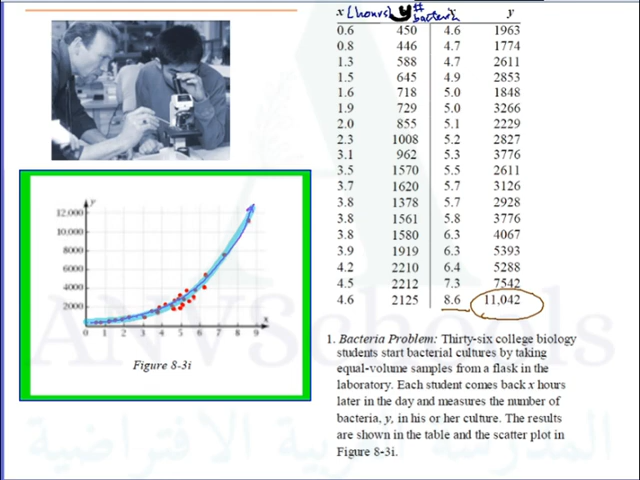 x (hours) y # bacteria x y
0.6 450 4.6 1963
0.8 446 4.7 1774
1.3 588 4.7 2611
1.5 645 4.9 2853
1.6 718 5.0 1848
1.9 729 5.0 3266
2.0 855 5.1 2229
2.3 1008 5.2 2827
3.1 962 5.3 3776
3.5 1570 5.5 2611
3.7 1620 5.7 3126
3.8 1378 5.7 2928
3.8 1561 5.8 3776
3.8 1580 6.3 4067
3.9 1919 6.3 5393
4.2 2210 6.4 5288
4.5 2212 7.3 7542
4.6 2125 8.6 11,042
y
12,000
10,000
8000
6000
4000
2000
x
0 1 2 3 4 5 6 7 8 9
Figure 8-3i
1. Bacteria Problem: Thirty-six college biology
students start bacterial cultures by taking
equal-volume samples from a flask in the
laboratory. Each student comes back x hours
later in the day and measures the number of
bacteria, y, in his or her culture. The results
are shown in the table and the scatter plot in
Figure 8-3i.
Schools
المدرسة العربية الافتراضية